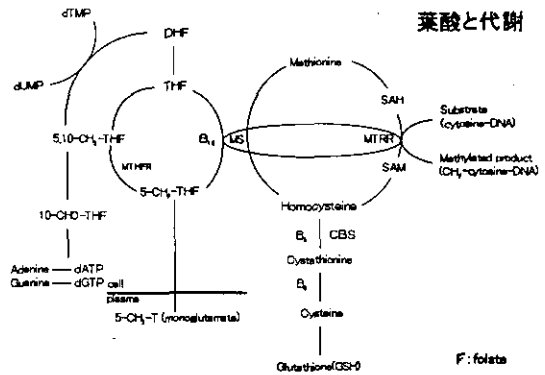 葉酸と代謝
dTMP
DHF
dUMP
THF
Methionine
SAH
Substrate
(cytosine-DNA)
5,10-CH₂-THF
B₁₂
MS
MTRR
MTHFR
Methylated product
(CH₃-cytosine-DNA)
SAM
5-CH₃-THF
10-CHO-THF
Homocysteine
B₆
CBS
Cystathionine
Adenine
dATP
B₆
Guanine
dGTP
cell
plasma
5-CH₃-T (monoglutamate)
Cysteine
Glutathione(GSH)
F:folate